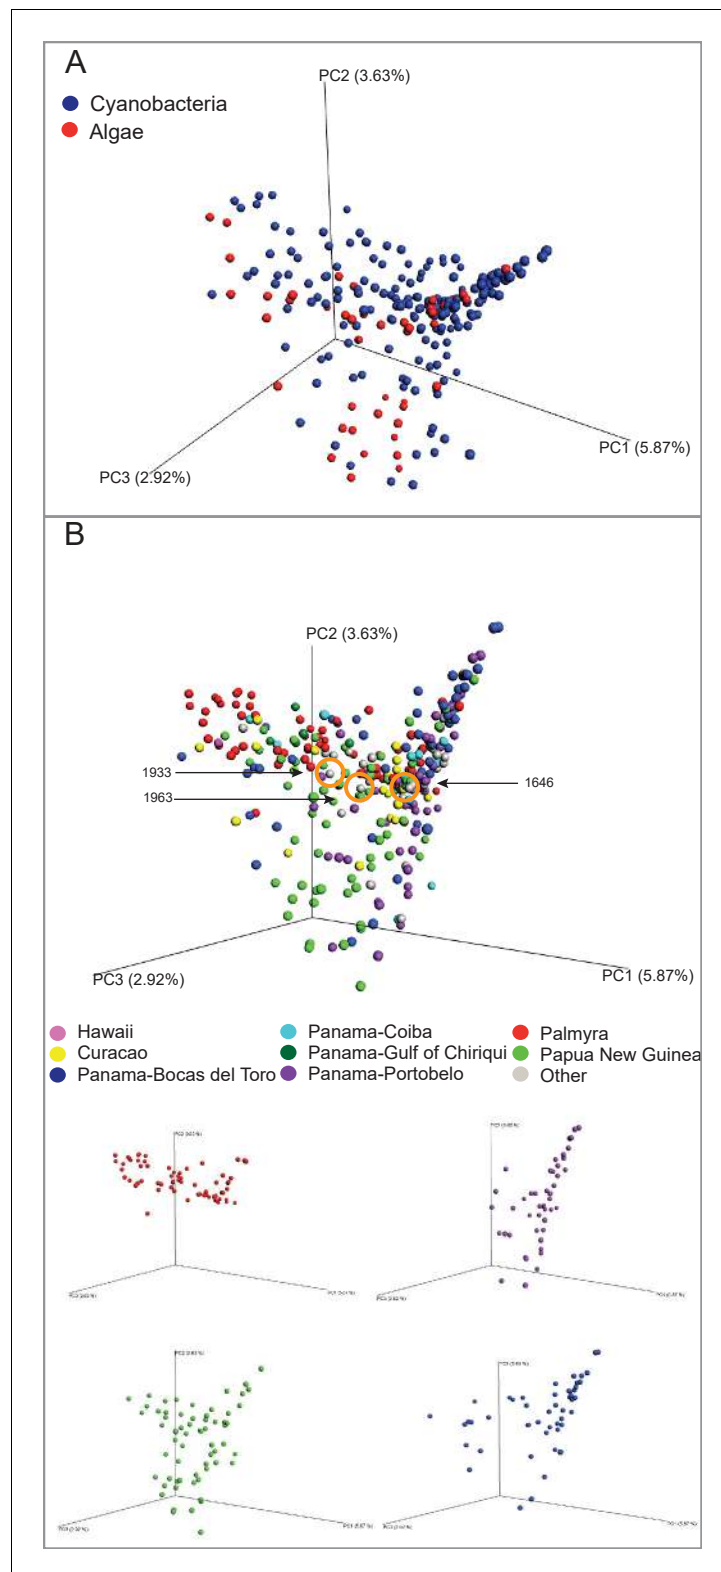 A
PC2 (3.63%)
Cyanobacteria
Algae
PC1 (5.87%)
PC3 (2.92%)
B
PC2 (3.63%)
1933
1963
1646
PC3 (2.92%)
PC1 (5.87%)
Hawaii
Curacao
Panama-Bocas del Toro
Panama-Coiba
Panama-Gulf of Chiriqui
Panama-Portobelo
Palmyra
Papua New Guinea
Other